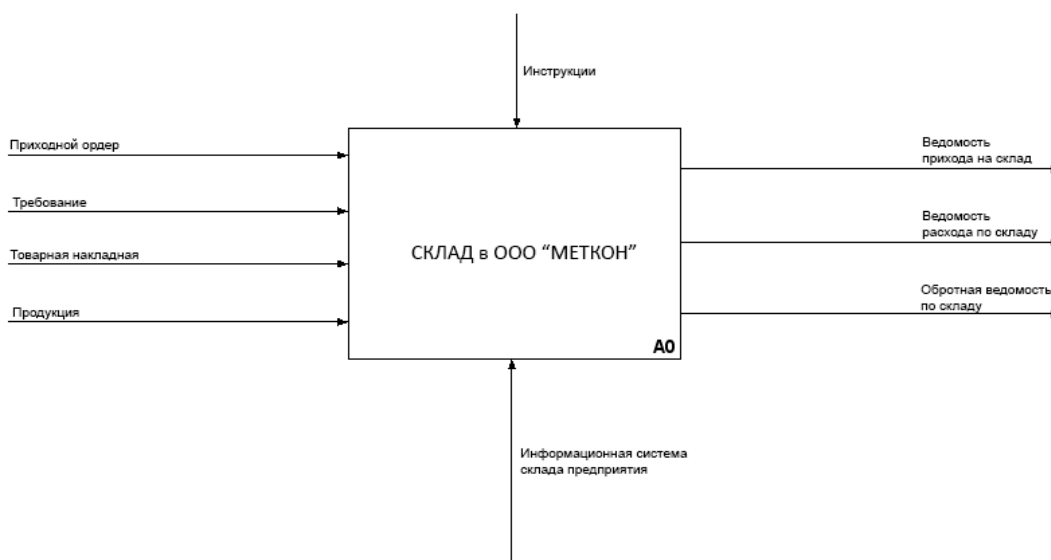 Инструкции
Приходной ордер
Требование
Товарная накладная
Продукция
СКЛАД в ООО “МЕТКОН”
А0
Ведомость
прихода на склад
Ведомость
расхода по складу
Обротная ведомость
по складу
Информационная система
склада предприятия